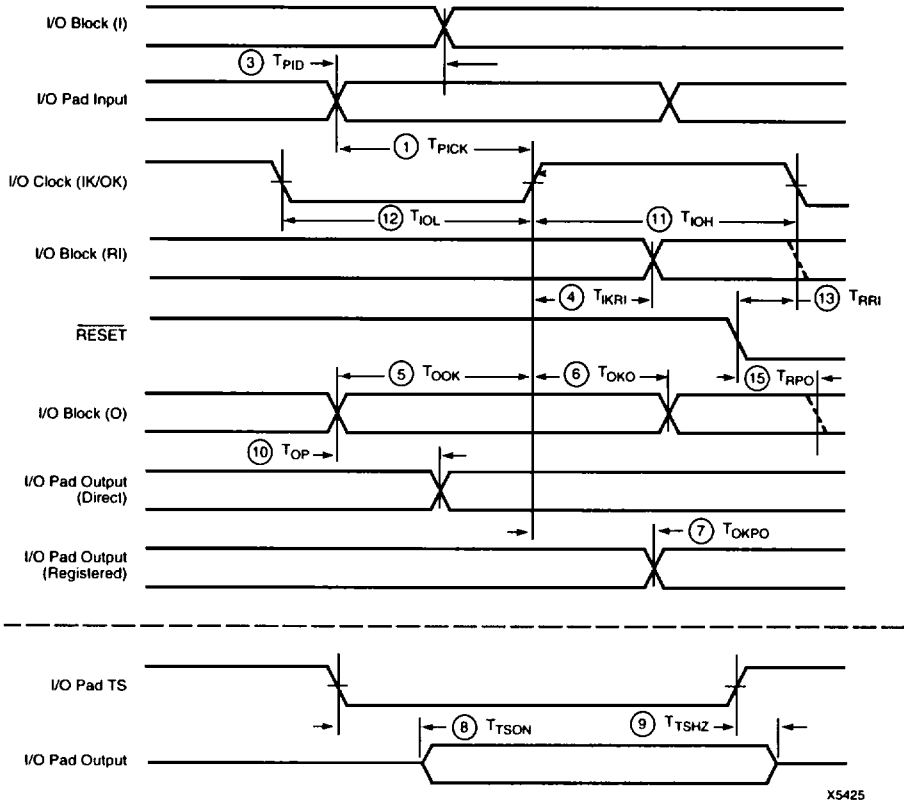 I/O Block (I)
③ TPID
I/O Pad Input
① TPICK
I/O Clock (IK/OK)
⑫ TIOL
⑪ TIOH
I/O Block (RI)
④ TIKRI
⑬ TRRI
RESET
⑤ TOOK
⑥ TOKO
⑮ TRPO
I/O Block (O)
⑩ TOP
I/O Pad Output
(Direct)
⑦ TOKPO
I/O Pad Output
(Registered)
I/O Pad TS
⑧ TTSON
⑨ TTSHZ
I/O Pad Output
X5425